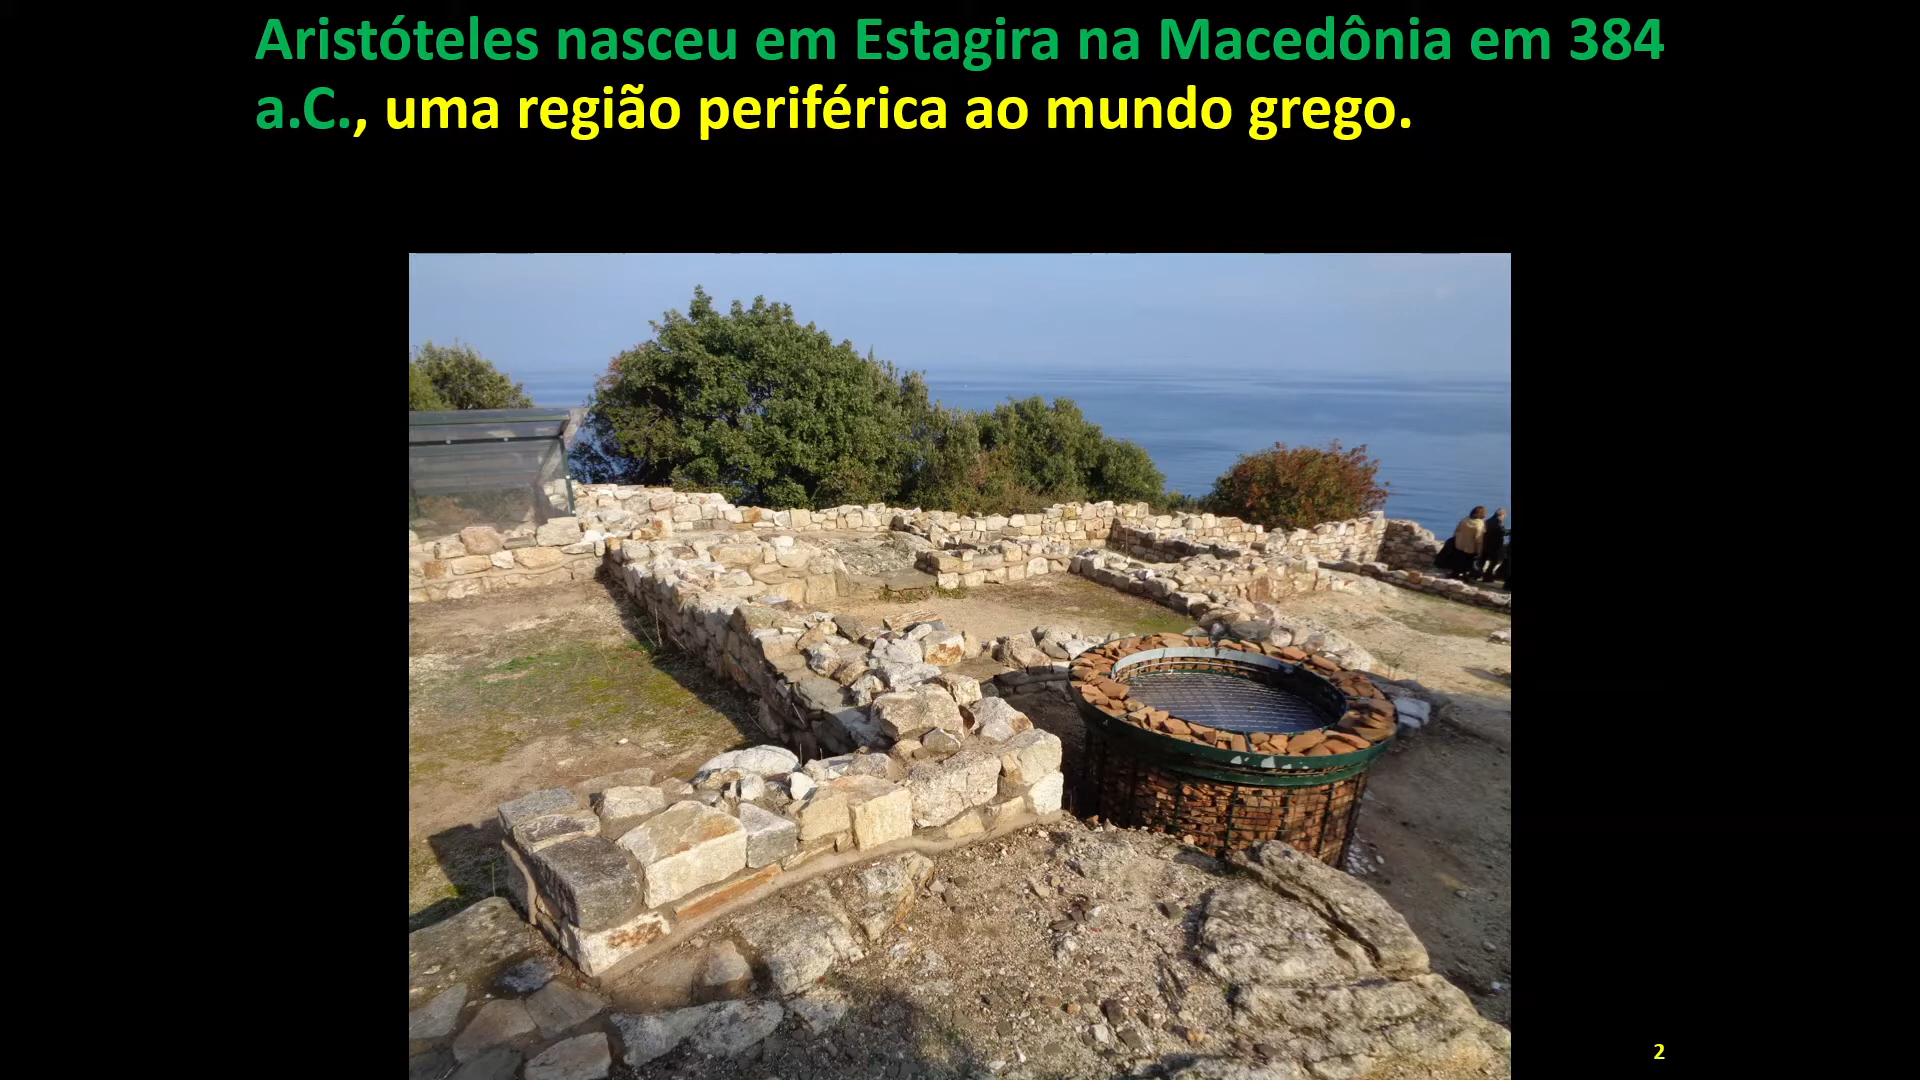 Aristóteles nasceu em Estagira na Macedônia em 384
a.C., uma região periférica ao mundo grego.
2